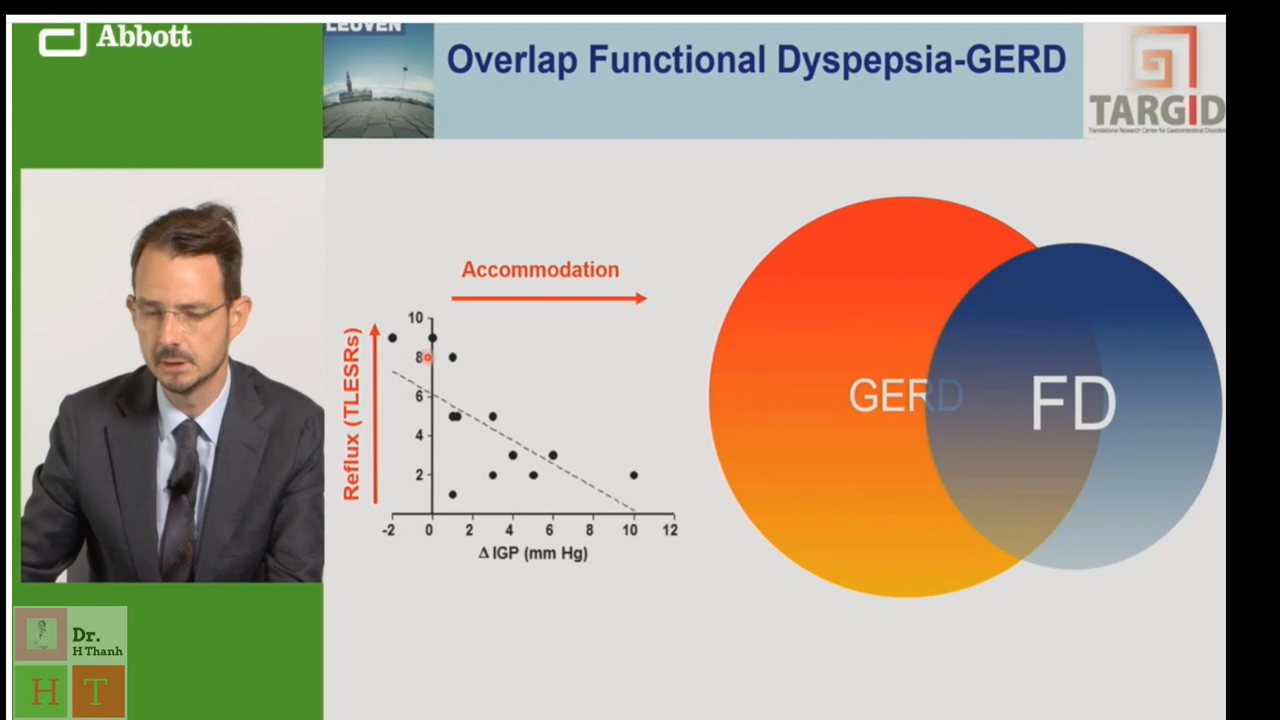 Abbott
LEUVEN
Overlap Functional Dyspepsia-GERD
TARGID
Translational Research Center for Gastrointestinal Disorders
Accommodation
Reflux (TLESRs)
10
8
6
4
2
-2 0 2 4 6 8 10 12
Δ IGP (mm Hg)
GERD
FD
Dr.
H Thanh
H T